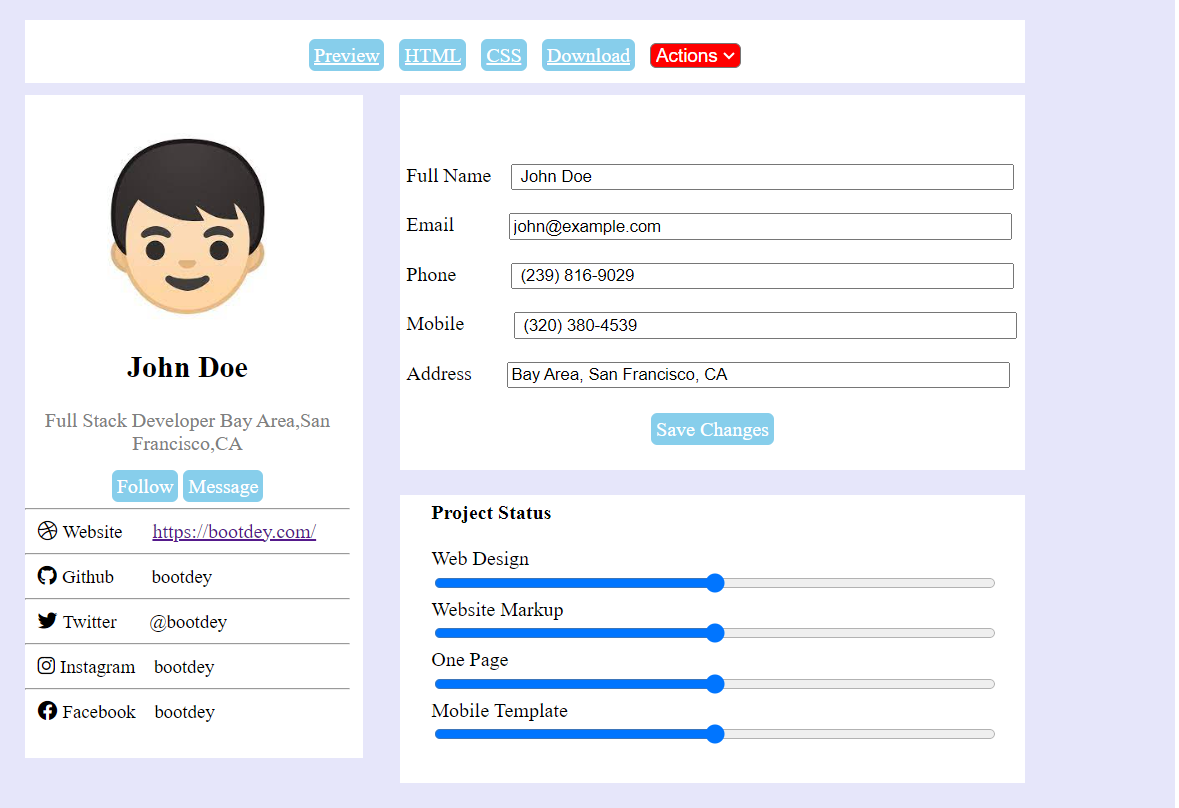 Preview HTML CSS Download Actions
John Doe
Full Stack Developer Bay Area,San
Francisco,CA
Follow Message
Website https://bootdey.com/
Github bootdey
Twitter @bootdey
Instagram bootdey
Facebook bootdey
Full Name John Doe
Email john@example.com
Phone (239) 816-9029
Mobile (320) 380-4539
Address Bay Area, San Francisco, CA
Save Changes
Project Status
Web Design
Website Markup
One Page
Mobile Template